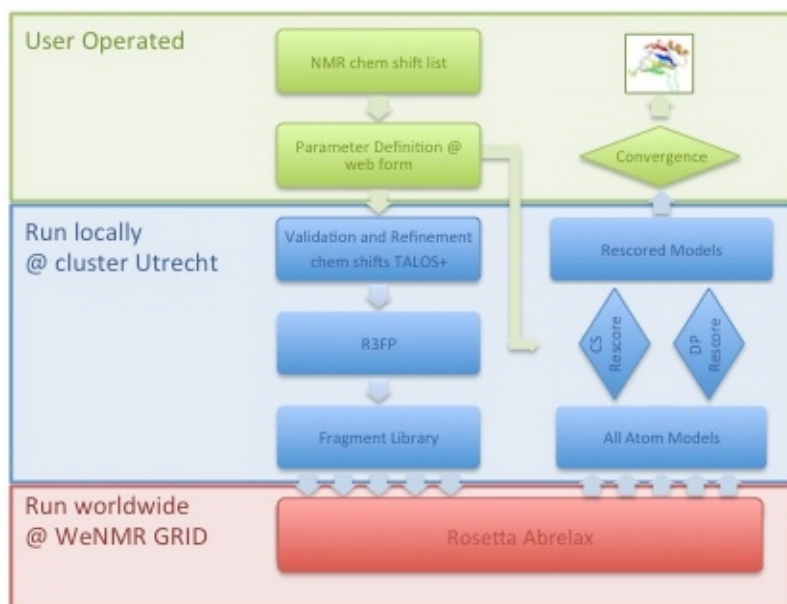 User Operated
NMR chem shift list
Parameter Definition @
web form
Convergence
Run locally
@ cluster Utrecht
Validation and Refinement
chem shifts TALOS+
Rescored Models
R3FP
CS
Rescore
DP
Rescore
Fragment Library
All Atom Models
Run worldwide
@ WeNMR GRID
Rosetta Abrelax